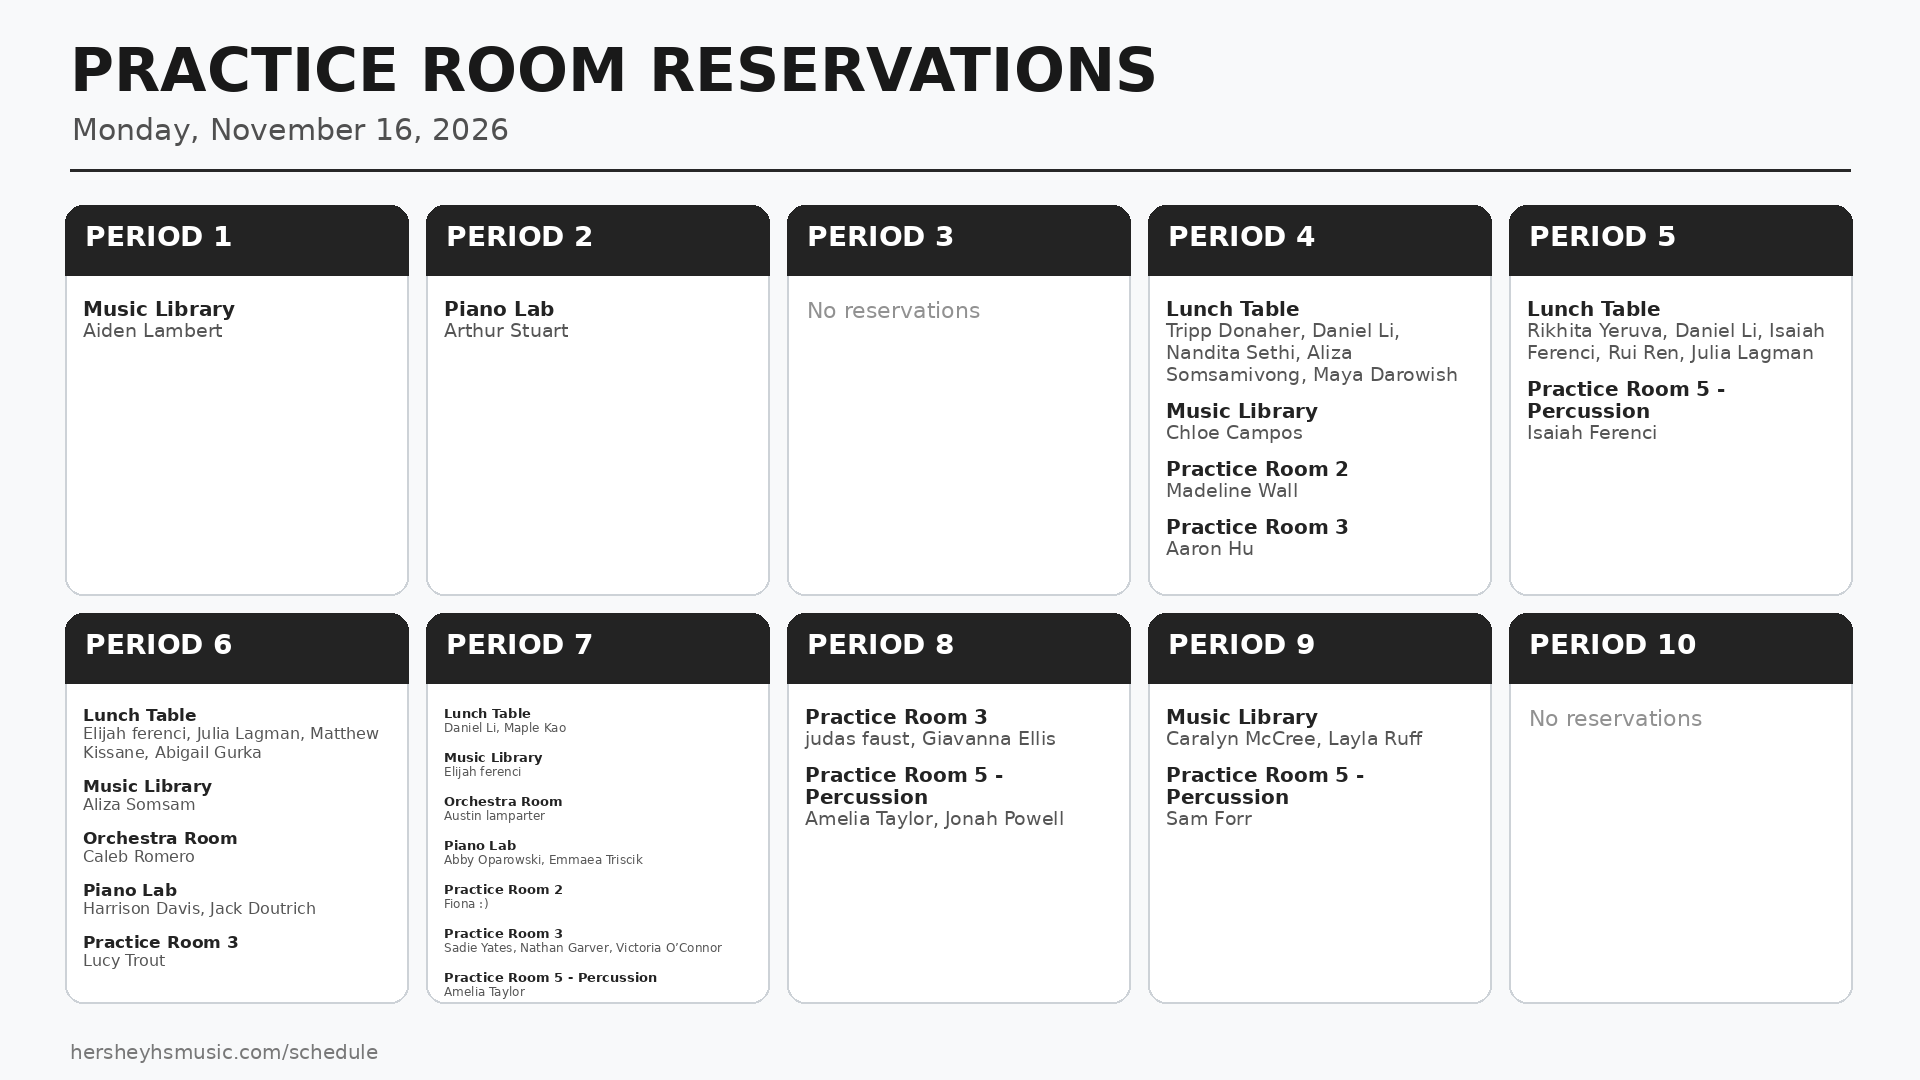 PRACTICE ROOM RESERVATIONS
Monday, November 16, 2026
PERIOD 1
Music Library
Aiden Lambert
PERIOD 2
Piano Lab
Arthur Stuart
PERIOD 3
No reservations
PERIOD 4
Lunch Table
Tripp Donaher, Daniel Li,
Nandita Sethi, Aliza
Somsamivong, Maya Darowish
Music Library
Chloe Campos
Practice Room 2
Madeline Wall
Practice Room 3
Aaron Hu
PERIOD 5
Lunch Table
Rikhita Yeruva, Daniel Li, Isaiah
Ferenci, Rui Ren, Julia Lagman
Practice Room 5 -
Percussion
Isaiah Ferenci
PERIOD 6
Lunch Table
Elijah ferenci, Julia Lagman, Matthew
Kissane, Abigail Gurka
Music Library
Aliza Somsam
Orchestra Room
Caleb Romero
Piano Lab
Harrison Davis, Jack Doutrich
Practice Room 3
Lucy Trout
PERIOD 7
Lunch Table
Daniel Li, Maple Kao
Music Library
Elijah ferenci
Orchestra Room
Austin lamparter
Piano Lab
Abby Oparowski, Emmaea Triscik
Practice Room 2
Fiona :)
Practice Room 3
Sadie Yates, Nathan Garver, Victoria O’Connor
Practice Room 5 - Percussion
Amelia Taylor
PERIOD 8
Practice Room 3
judas faust, Giavanna Ellis
Practice Room 5 -
Percussion
Amelia Taylor, Jonah Powell
PERIOD 9
Music Library
Caralyn McCree, Layla Ruff
Practice Room 5 -
Percussion
Sam Forr
PERIOD 10
No reservations
hersheyhsmusic.com/schedule